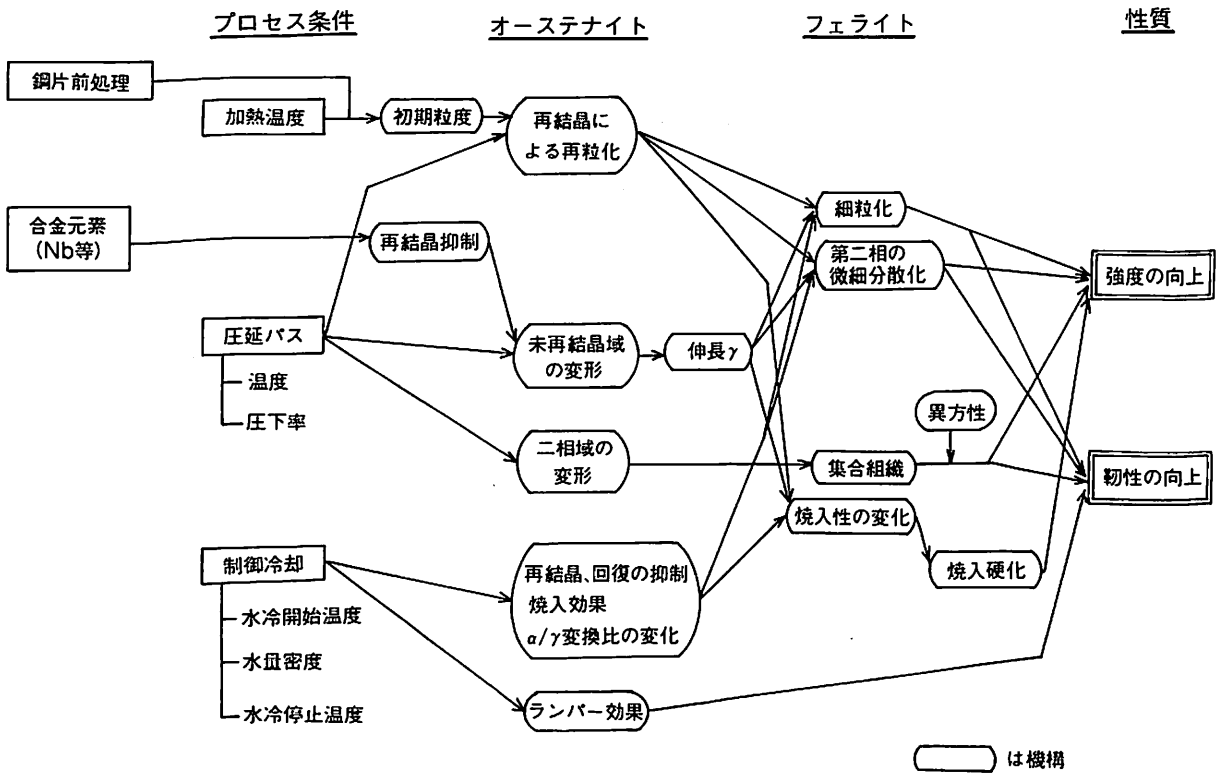 プロセス条件
オーステナイト
フェライト
性質
鋼片前処理
加熱温度
初期粒度
再結晶に
よる再粒化
合金元素
(Nb等)
再結晶抑制
細粒化
第二相の
微細分散化
強度の向上
圧延パス
温度
圧下率
未再結晶域
の変形
伸長γ
異方性
二相域の
変形
集合組織
靭性の向上
焼入性の変化
焼入硬化
制御冷却
水冷開始温度
水量密度
水冷停止温度
再結晶、回復の抑制
焼入効果
α/γ変換比の変化
ランパー効果
は機構